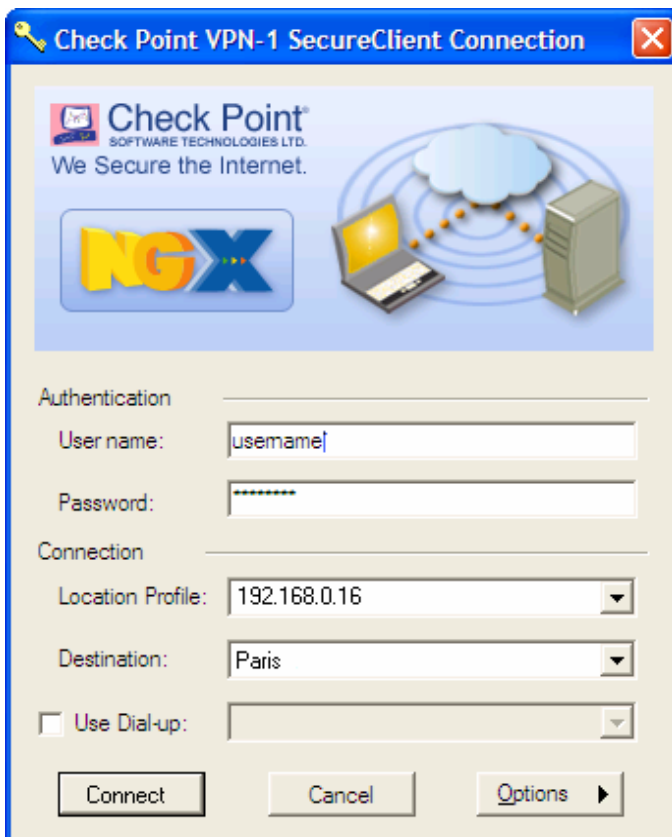 Check Point VPN-1 SecureClient Connection
Check Point®
SOFTWARE TECHNOLOGIES LTD.
We Secure the Internet.
NGX
Authentication
User name:
username
Password:
********
Connection
Location Profile:
192.168.0.16
Destination:
Paris
Use Dial-up:
Connect
Cancel
Options